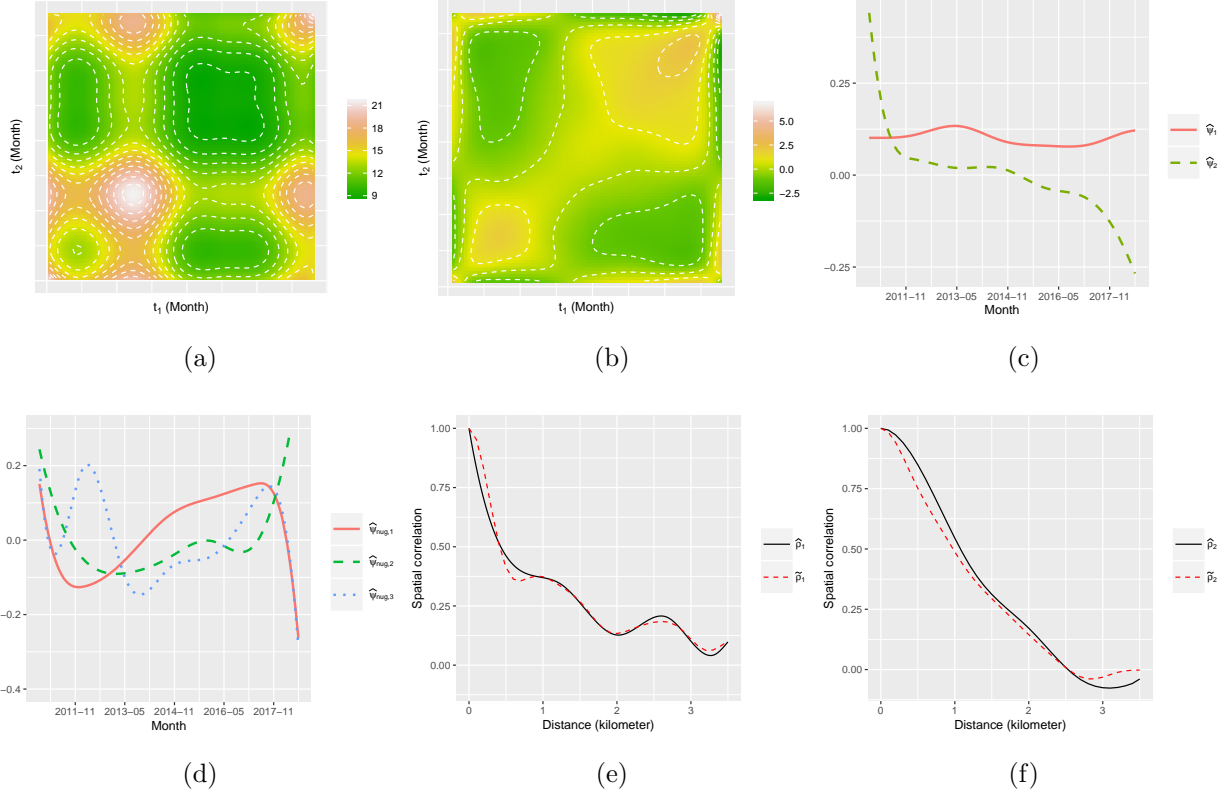 t₂ (Month)
t₁ (Month)
21
18
15
12
9
(a)
t₂ (Month)
t₁ (Month)
5.0
2.5
0.0
−2.5
(b)
0.25
0.00
−0.25
2011−11 2013−05 2014−11 2016−05 2017−11
Month
ψ̂₁
ψ̂₂
(c)
0.2
0.0
−0.2
−0.4
2011−11 2013−05 2014−11 2016−05 2017−11
Month
ψ̂nug,1
ψ̂nug,2
ψ̂nug,3
(d)
Spatial correlation
1.00
0.75
0.50
0.25
0.00
0 1 2 3
Distance (kilometer)
ρ̂₁
ρ̃₁
(e)
Spatial correlation
1.00
0.75
0.50
0.25
0.00
0 1 2 3
Distance (kilometer)
ρ̂₂
ρ̃₂
(f)